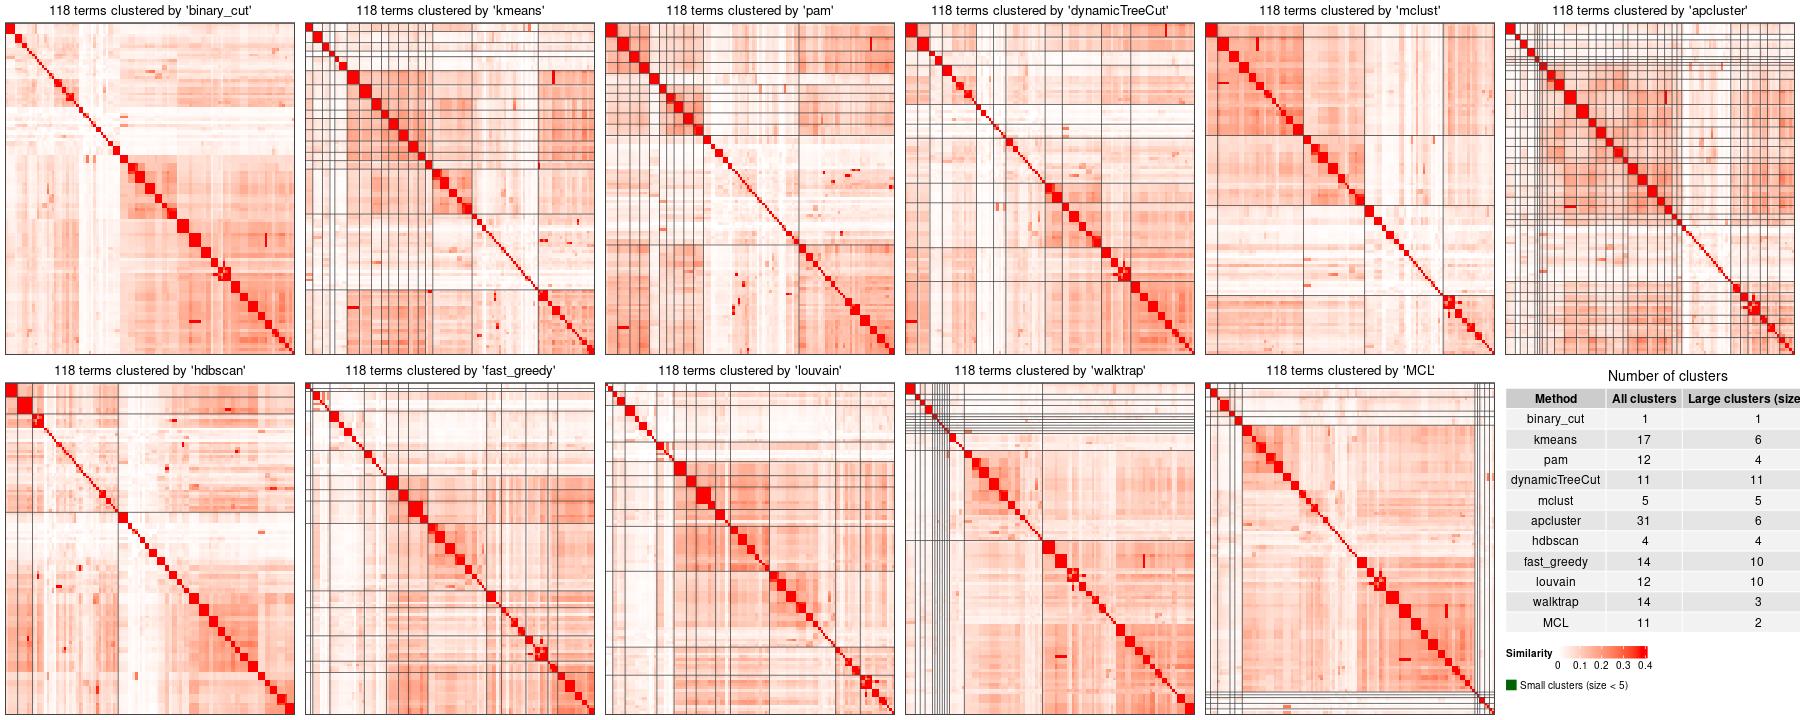 118 terms clustered by 'binary_cut'
118 terms clustered by 'kmeans'
118 terms clustered by 'pam'
118 terms clustered by 'dynamicTreeCut'
118 terms clustered by 'mclust'
118 terms clustered by 'apcluster'
118 terms clustered by 'hdbscan'
118 terms clustered by 'fast_greedy'
118 terms clustered by 'louvain'
118 terms clustered by 'walktrap'
118 terms clustered by 'MCL'
Number of clusters
Method All clusters Large clusters (size
binary_cut 1 1
kmeans 17 6
pam 12 4
dynamicTreeCut 11 11
mclust 5 5
apcluster 31 6
hdbscan 4 4
fast_greedy 14 10
louvain 12 10
walktrap 14 3
MCL 11 2
Similarity
0 0.1 0.2 0.3 0.4
Small clusters (size < 5)